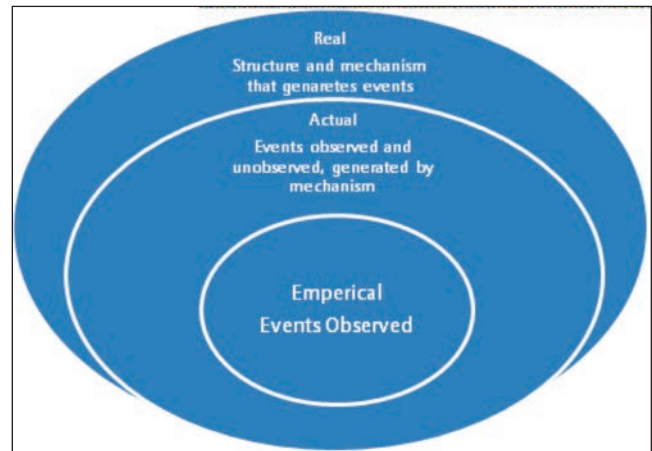 Real
Structure and mechanism
that genaretes events
Actual
Events observed and
unobserved, generated by
mechanism
Emperical
Events Observed